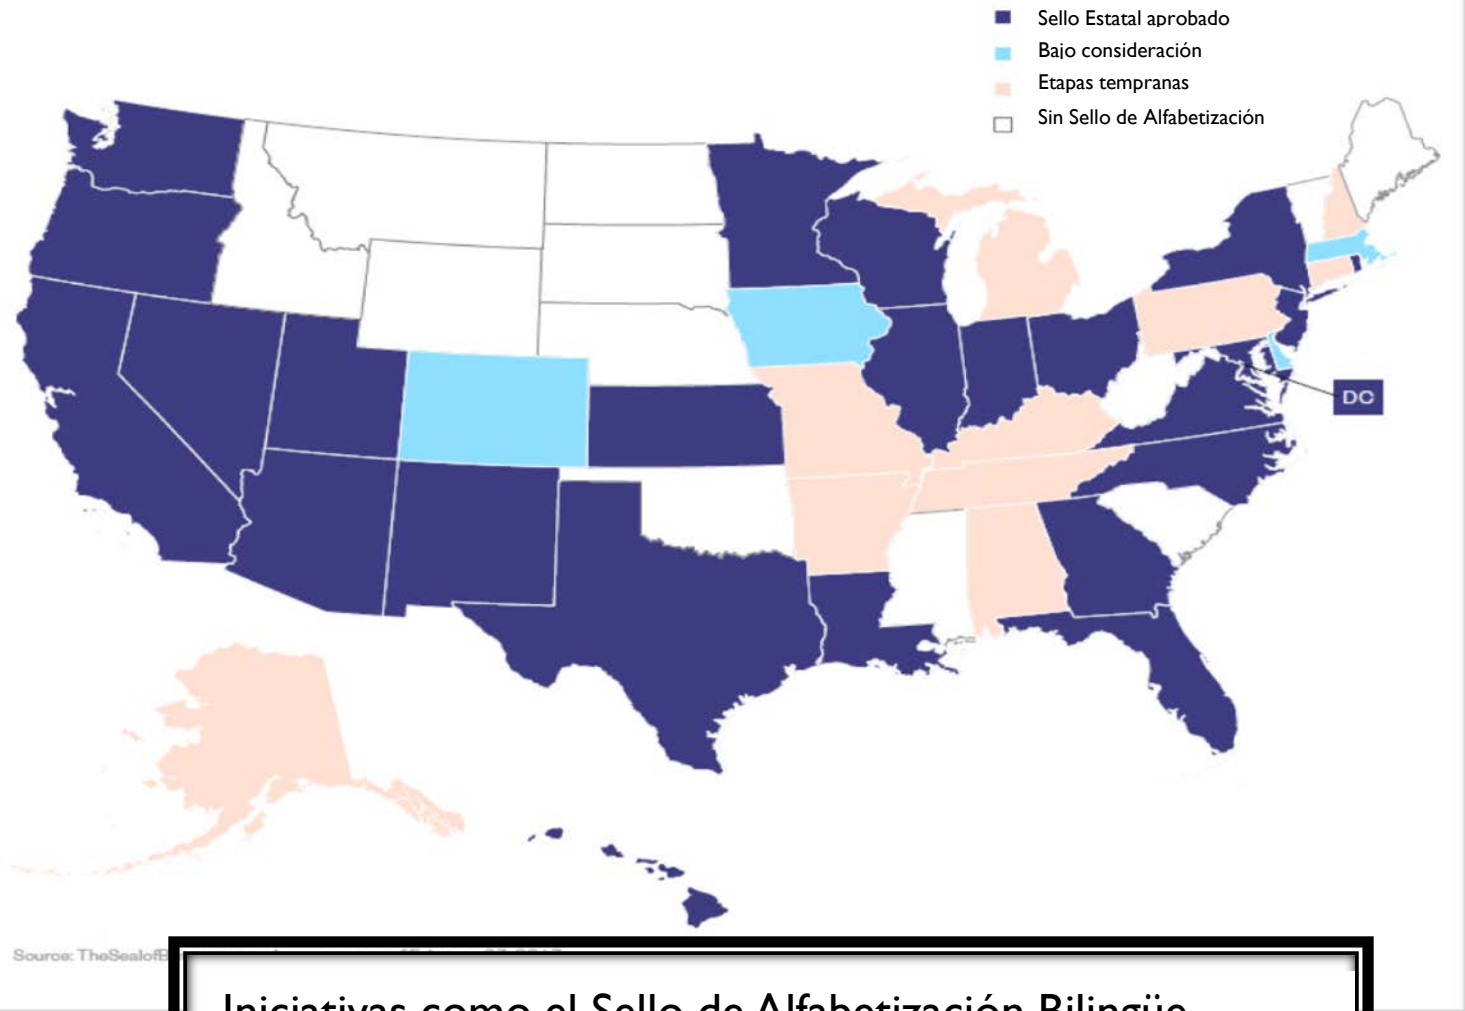 Sello Estatal aprobado
Bajo consideración
Etapas tempranas
Sin Sello de Alfabetización
DC
Source:
Iniciativas como el Sello de Alfabetización Bilingüe